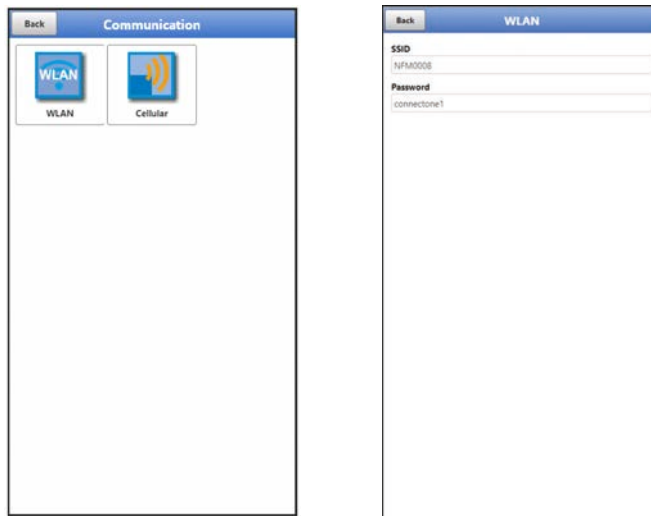 Back
Communication
WLAN
WLAN
Cellular
Back
WLAN
SSID
NFM0008
Password
connectone1